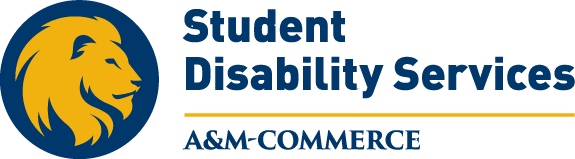 Student
Disability Services
A&M-COMMERCE